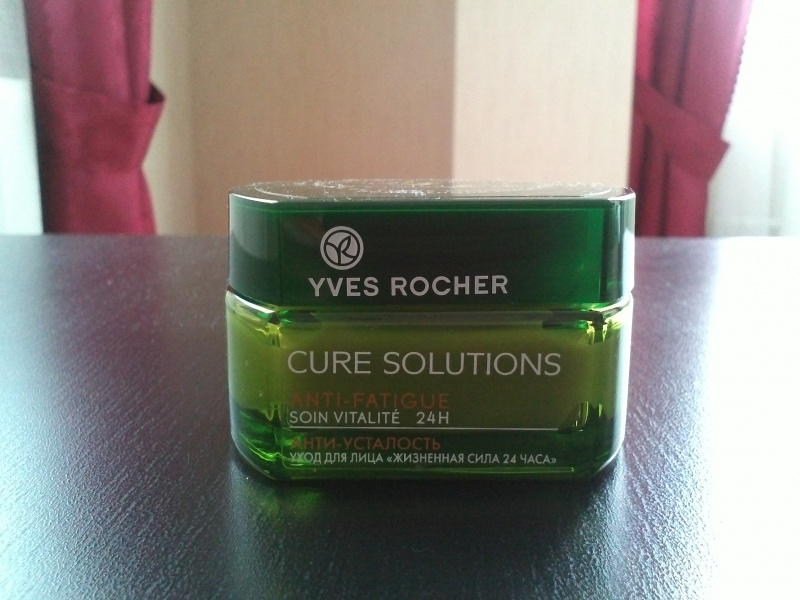 YVES ROCHER
CURE SOLUTIONS
ANTI-FATIGUE
SOIN VITALITÉ 24H
АНТИ-УСТАЛОСТЬ
УХОД ДЛЯ ЛИЦА «ЖИЗНЕННАЯ СИЛА 24 ЧАСА»